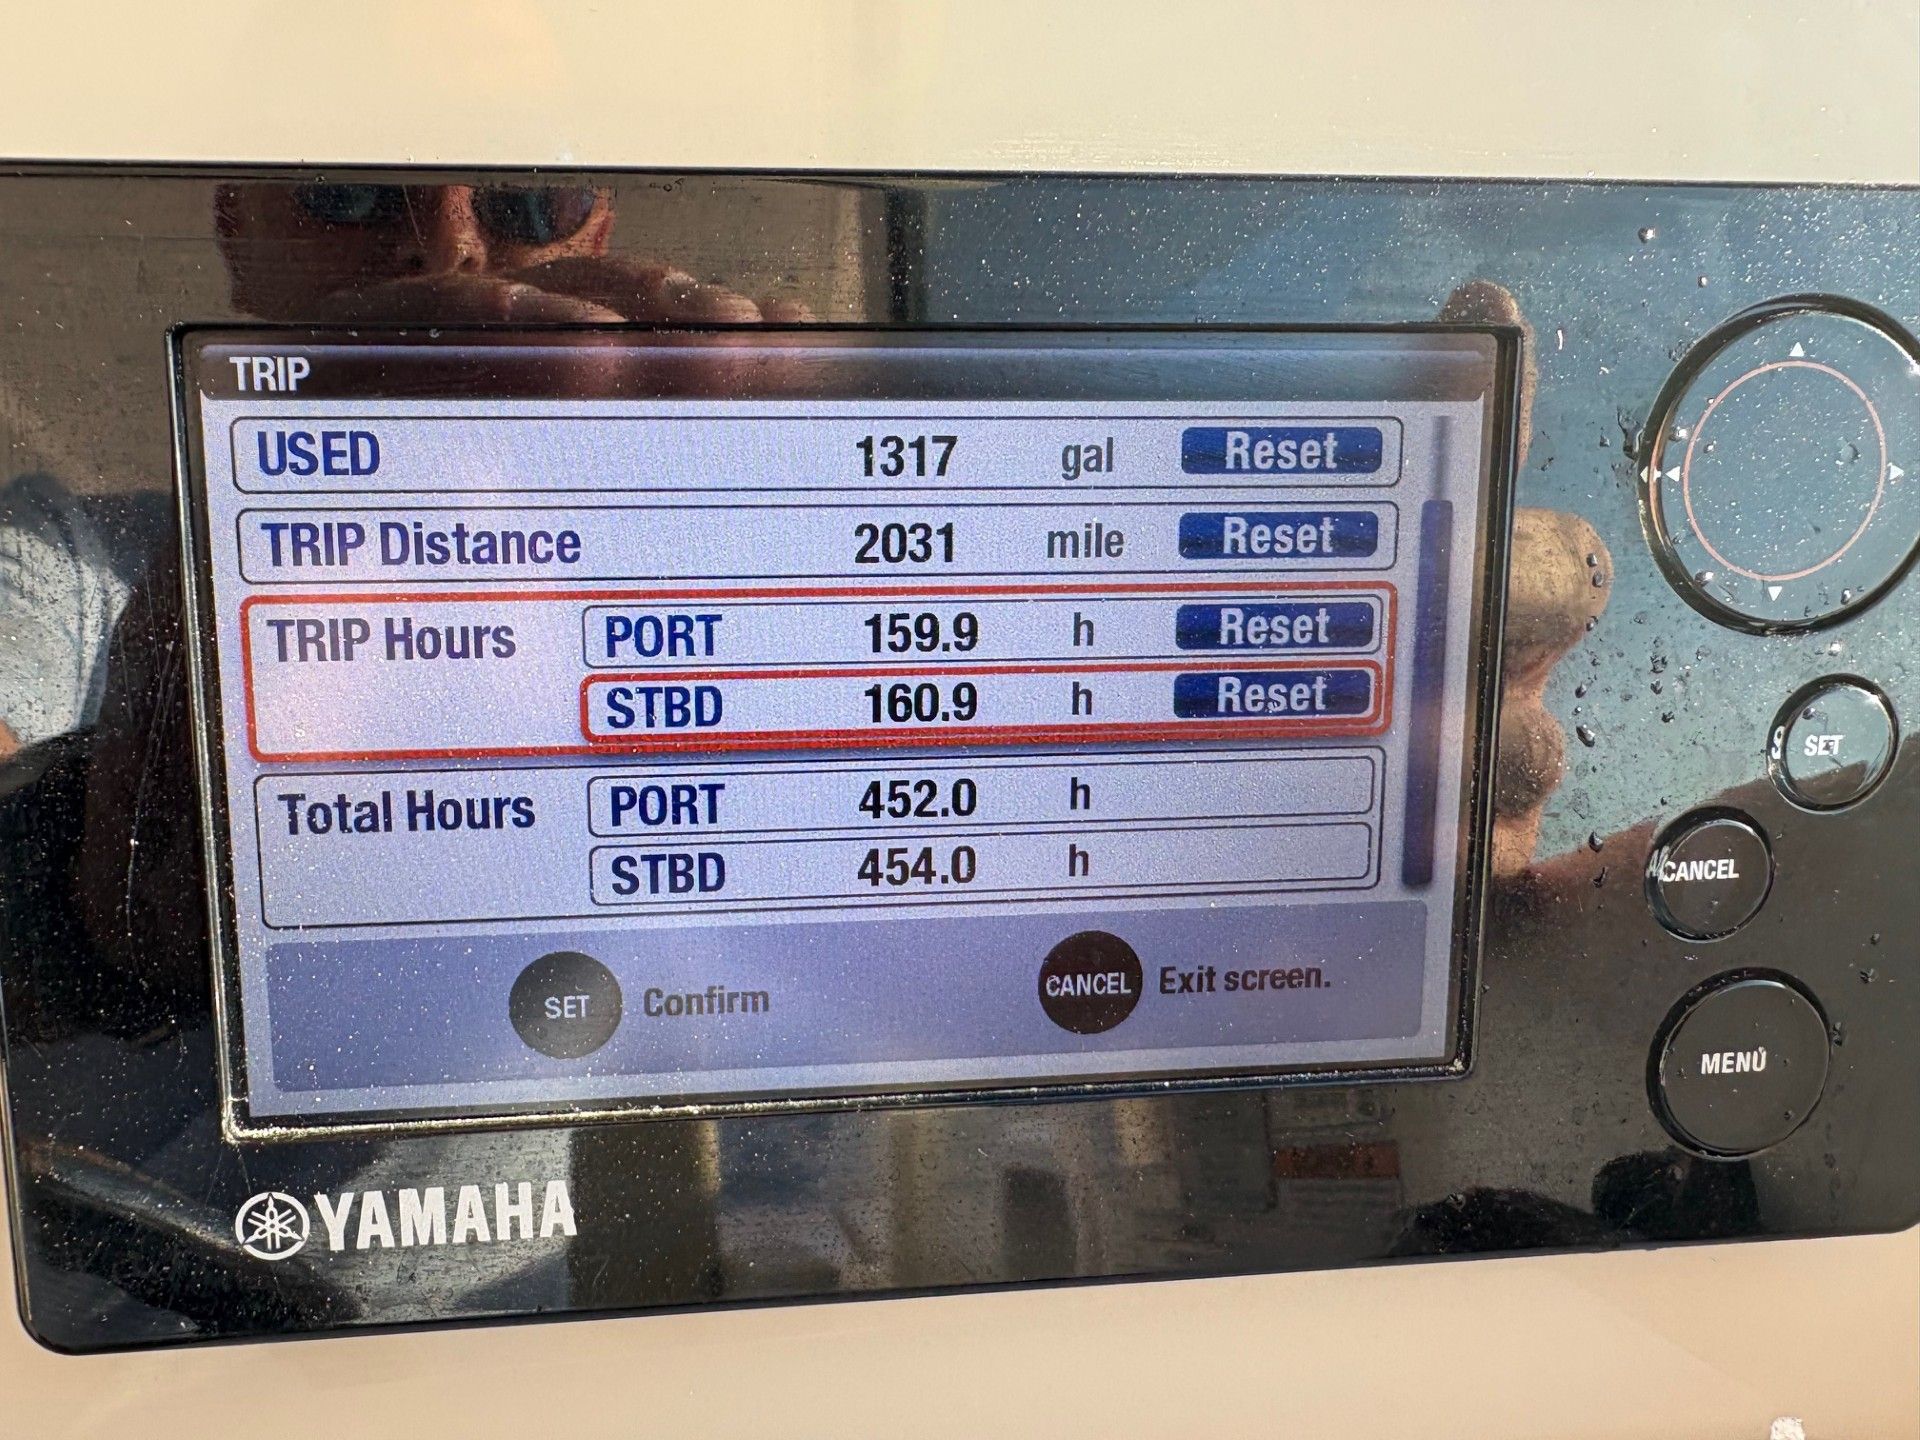 TRIP
USED 1317 gal Reset
TRIP Distance 2031 mile Reset
TRIP Hours PORT 159.9 h Reset
STBD 160.9 h Reset
Total Hours PORT 452.0 h
STBD 454.0 h
SET Confirm CANCEL Exit screen.
SET
CANCEL
MENU
YAMAHA